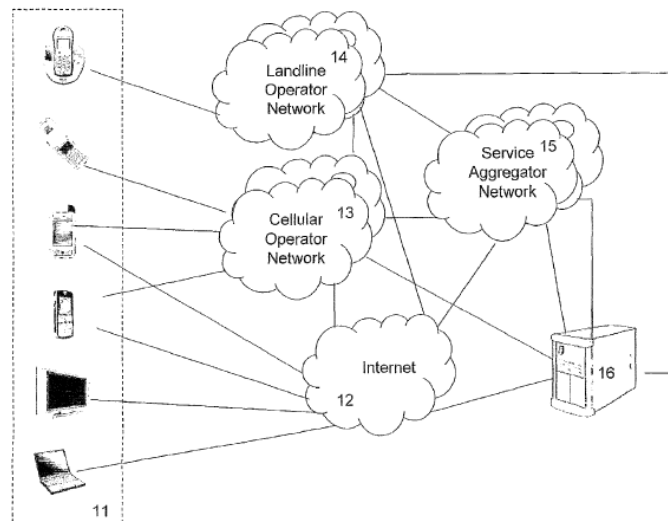 14
Landline
Operator
Network
15
Service
Aggregator
Network
13
Cellular
Operator
Network
Internet
12
16
11